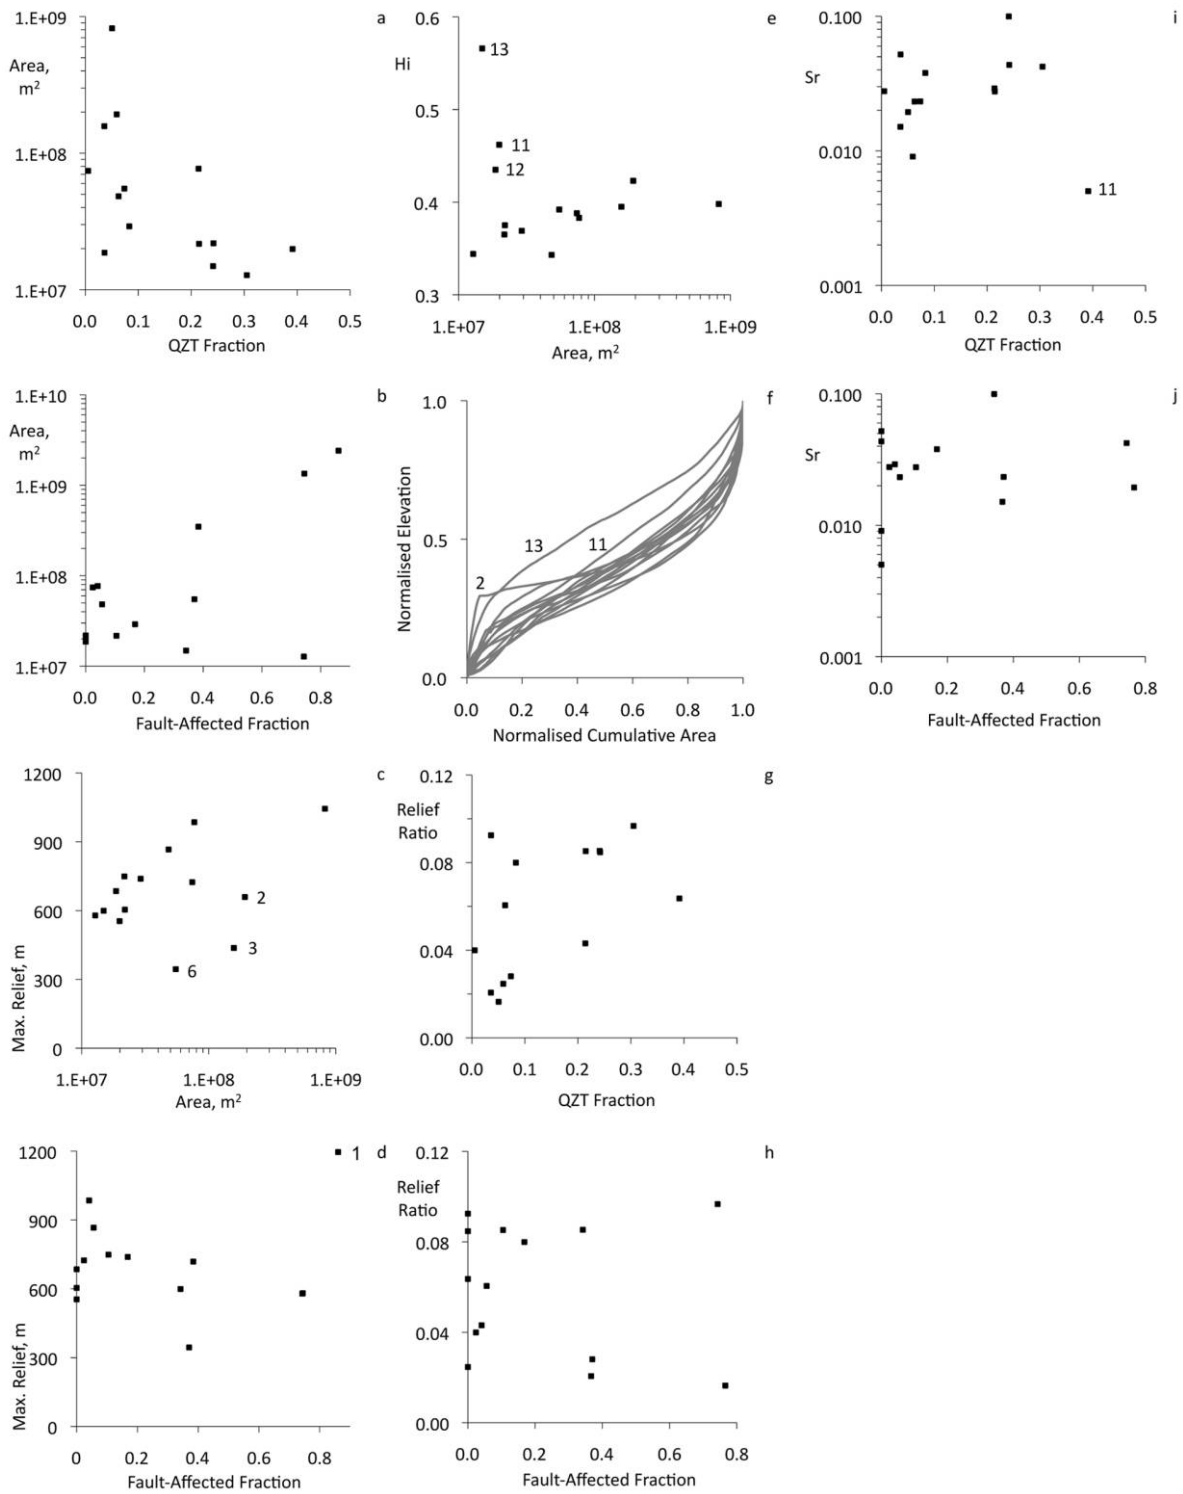 a
1.E+09
Area,
m²
1.E+08
1.E+07
0.0 0.1 0.2 0.3 0.4 0.5
QZT Fraction
e
0.6
Hi
13
0.5
11
12
0.4
0.3
1.E+07 1.E+08 1.E+09
Area, m²
i
0.100
Sr
0.010
11
0.001
0.0 0.1 0.2 0.3 0.4 0.5
QZT Fraction
b
1.E+10
Area,
m²
1.E+09
1.E+08
1.E+07
0.0 0.2 0.4 0.6 0.8
Fault-Affected Fraction
f
1.0
Normalised Elevation
13
11
0.5
2
0.0
0.0 0.2 0.4 0.6 0.8 1.0
Normalised Cumulative Area
j
0.100
Sr
0.010
0.001
0.0 0.2 0.4 0.6 0.8
Fault-Affected Fraction
c
1200
900
600
300
0
Max. Relief, m
2
3
6
1.E+07 1.E+08 1.E+09
Area, m²
g
0.12
Relief
Ratio
0.08
0.04
0.00
0.0 0.1 0.2 0.3 0.4 0.5
QZT Fraction
d
1200
1
900
600
300
0
Max. Relief, m
0 0.2 0.4 0.6 0.8
Fault-Affected Fraction
h
0.12
Relief
Ratio
0.08
0.04
0.00
0.0 0.2 0.4 0.6 0.8
Fault-Affected Fraction